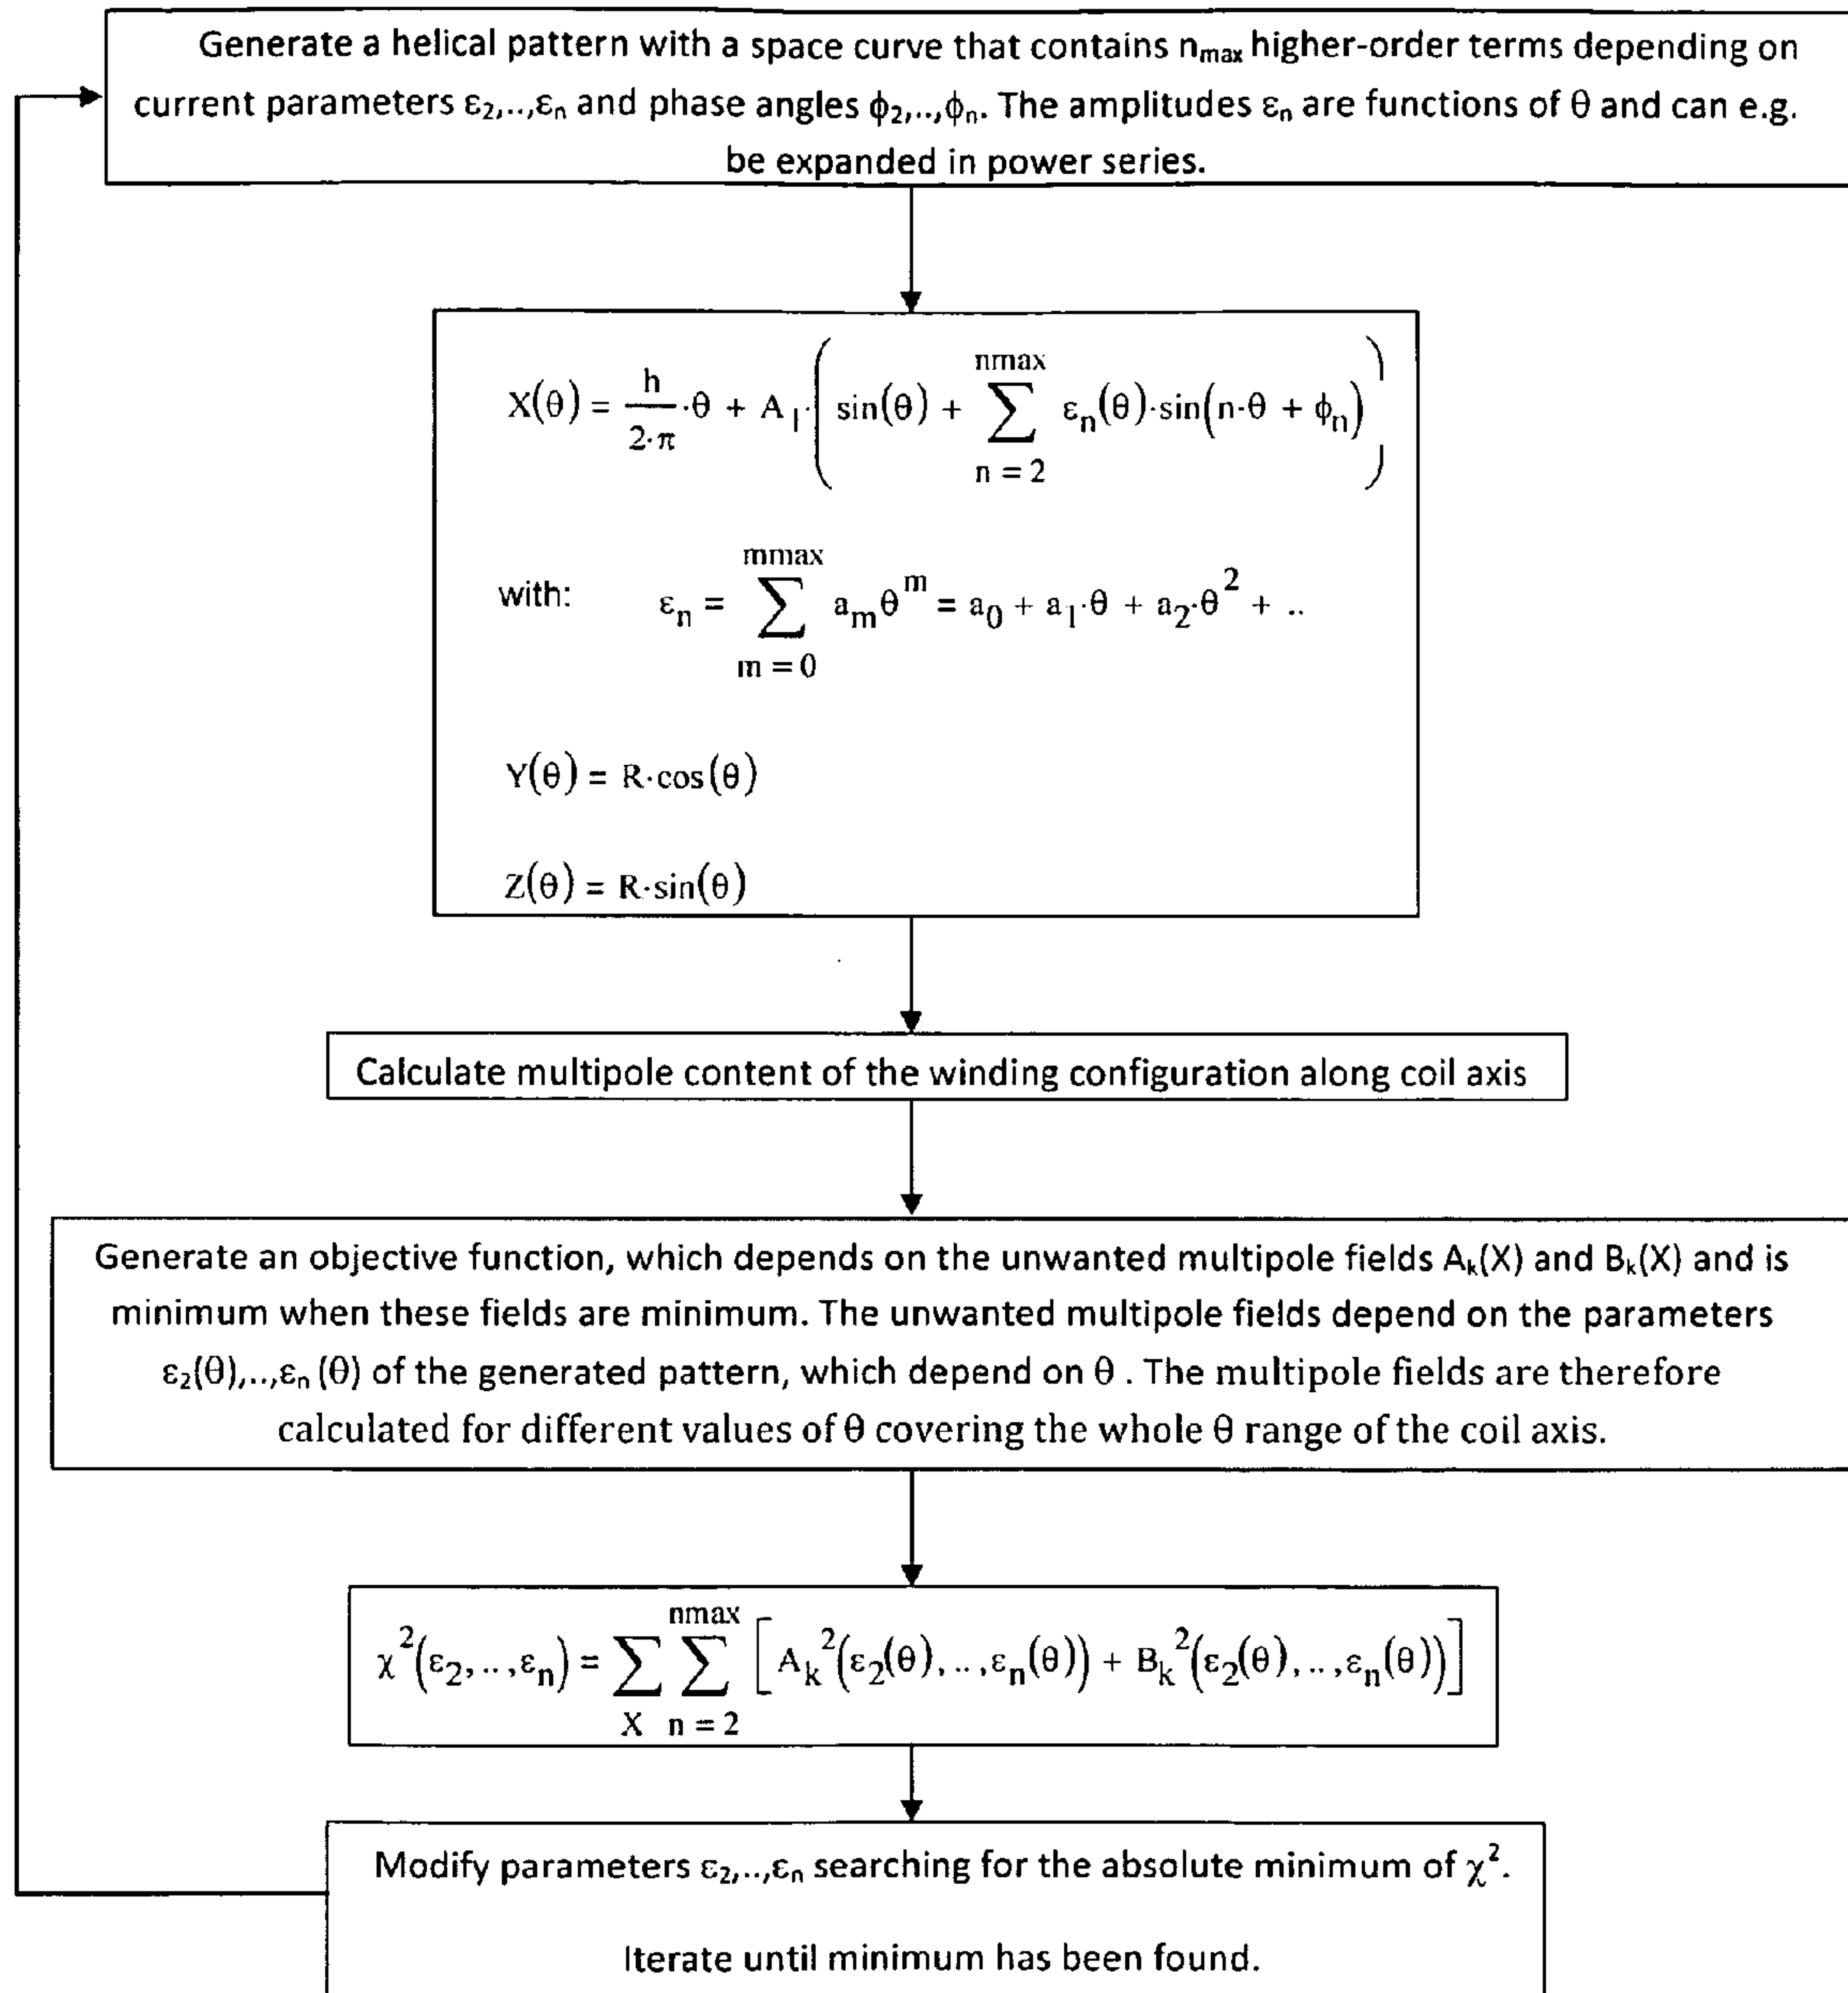 Generate a helical pattern with a space curve that contains nmax higher-order terms depending on
current parameters ε2,..,εn and phase angles ϕ2,..,ϕn. The amplitudes εn are functions of θ and can e.g.
be expanded in power series.
X(θ) = h/(2·π)·θ + A1·( sin(θ) + ∑_{n = 2}^{nmax} εn(θ)·sin(n·θ + ϕn) )
with: εn = ∑_{m = 0}^{mmax} a_m θ^m = a0 + a1·θ + a2·θ^2 + ..
Y(θ) = R·cos(θ)
Z(θ) = R·sin(θ)
Calculate multipole content of the winding configuration along coil axis
Generate an objective function, which depends on the unwanted multipole fields Ak(X) and Bk(X) and is
minimum when these fields are minimum. The unwanted multipole fields depend on the parameters
ε2(θ),..,εn (θ) of the generated pattern, which depend on θ . The multipole fields are therefore
calculated for different values of θ covering the whole θ range of the coil axis.
χ^2(ε2,..,εn) = ∑_X ∑_{n = 2}^{nmax} [ Ak^2(ε2(θ),..,εn(θ)) + Bk^2(ε2(θ),..,εn(θ)) ]
Modify parameters ε2,..,εn searching for the absolute minimum of χ^2.
Iterate until minimum has been found.